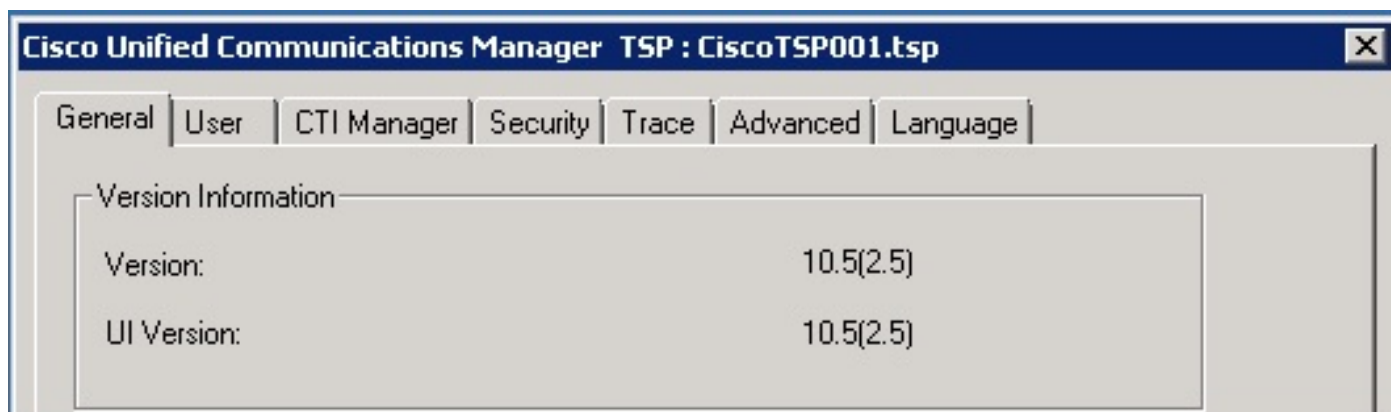 Cisco Unified Communications Manager TSP : CiscoTSP001.tsp
General User CTI Manager Security Trace Advanced Language
Version Information
Version: 10.5(2.5)
UI Version: 10.5(2.5)